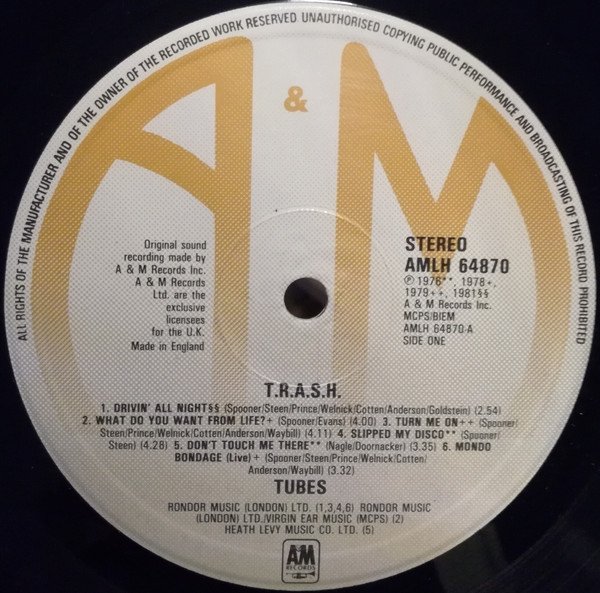 ALL RIGHTS OF THE MANUFACTURER AND OF THE OWNER OF THE RECORDED WORK RESERVED UNAUTHORISED COPYING PUBLIC PERFORMANCE AND BROADCASTING OF THIS RECORD PROHIBITED
A & M
Original sound
recording made by
A & M Records Inc.
A & M Records
Ltd. are the
exclusive
licensees
for the U.K.
Made in England
STEREO
AMLH 64870
℗ 1976**, 1978+,
1979++, 1981§§
A & M Records Inc.
MCPS/BIEM
AMLH 64870-A
SIDE ONE
T.R.A.S.H.
1. DRIVIN' ALL NIGHT§§ (Spooner/Steen/Prince/Welnick/Cotten/Anderson/Goldstein) (2.54)
2. WHAT DO YOU WANT FROM LIFE?+ (Spooner/Evans) (4.00) 3. TURN ME ON++ (Spooner/
Steen/Prince/Welnick/Cotten/Anderson/Waybill) (4.11) 4. SLIPPED MY DISCO** (Spooner/
Steen) (4.28) 5. DON'T TOUCH ME THERE** (Nagle/Doornacker) (3.35) 6. MONDO
BONDAGE (Live)+ (Spooner/Steen/Prince/Welnick/Cotten/
Anderson/Waybill) (3.32)
TUBES
RONDOR MUSIC (LONDON) LTD. (1,3,4,6) RONDOR MUSIC
(LONDON) LTD./VIRGIN EAR MUSIC (MCPS) (2)
HEATH LEVY MUSIC CO. LTD. (5)
AM
RECORDS